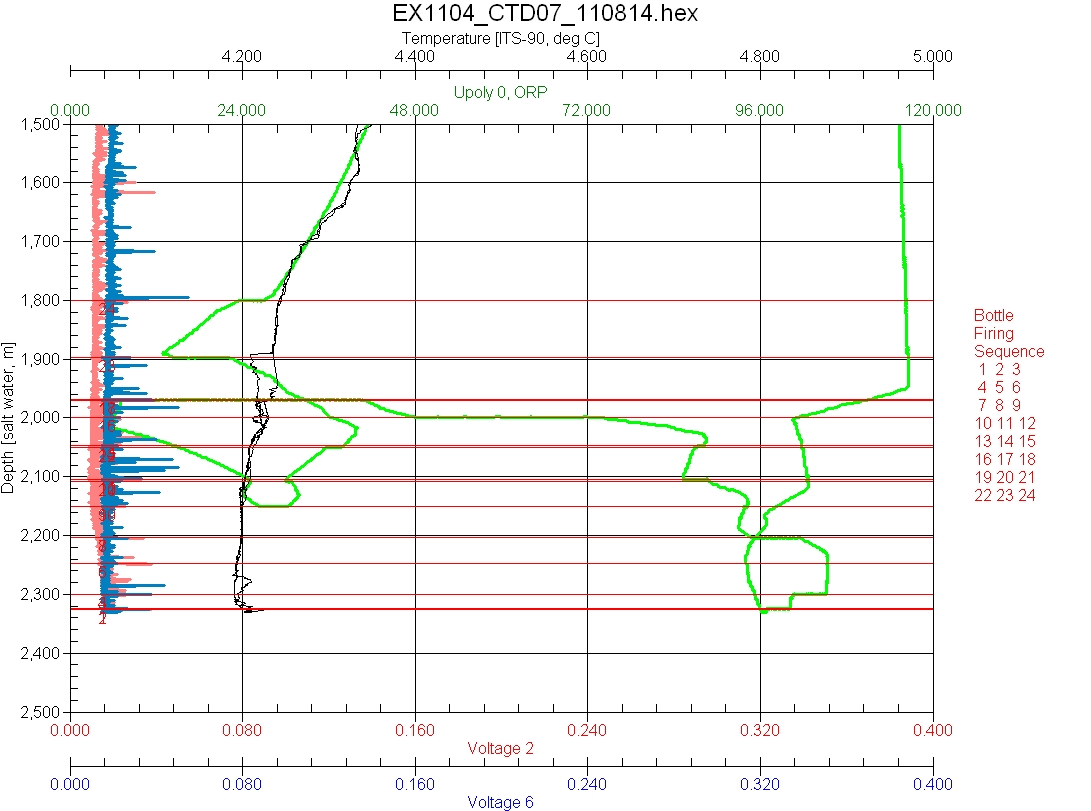 EX1104_CTD07_110814.hex
Temperature [ITS-90, deg C]
4.200 4.400 4.600 4.800 5.000
Upoly 0, ORP
0.000 24.000 48.000 72.000 96.000 120.000
Depth [salt water, m]
1,500
1,600
1,700
1,800
1,900
2,000
2,100
2,200
2,300
2,400
2,500
Bottle
Firing
Sequence
1 2 3
4 5 6
7 8 9
10 11 12
13 14 15
16 17 18
19 20 21
22 23 24
0.000 0.080 0.160 0.240 0.320 0.400
Voltage 2
0.000 0.080 0.160 0.240 0.320 0.400
Voltage 6